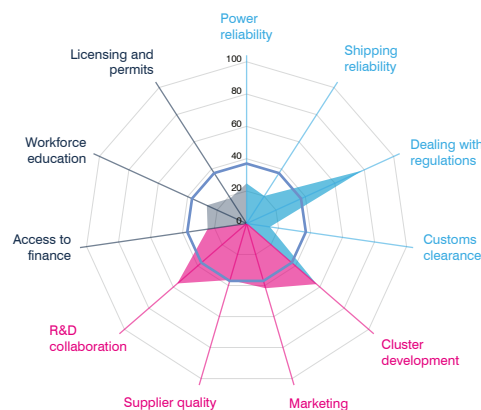 Power
reliability
Shipping
reliability
Licensing and
permits
100
80
60
40
20
0
Workforce
education
Dealing with
regulations
Access to
finance
Customs
clearance
R&D
collaboration
Cluster
development
Supplier quality
Marketing